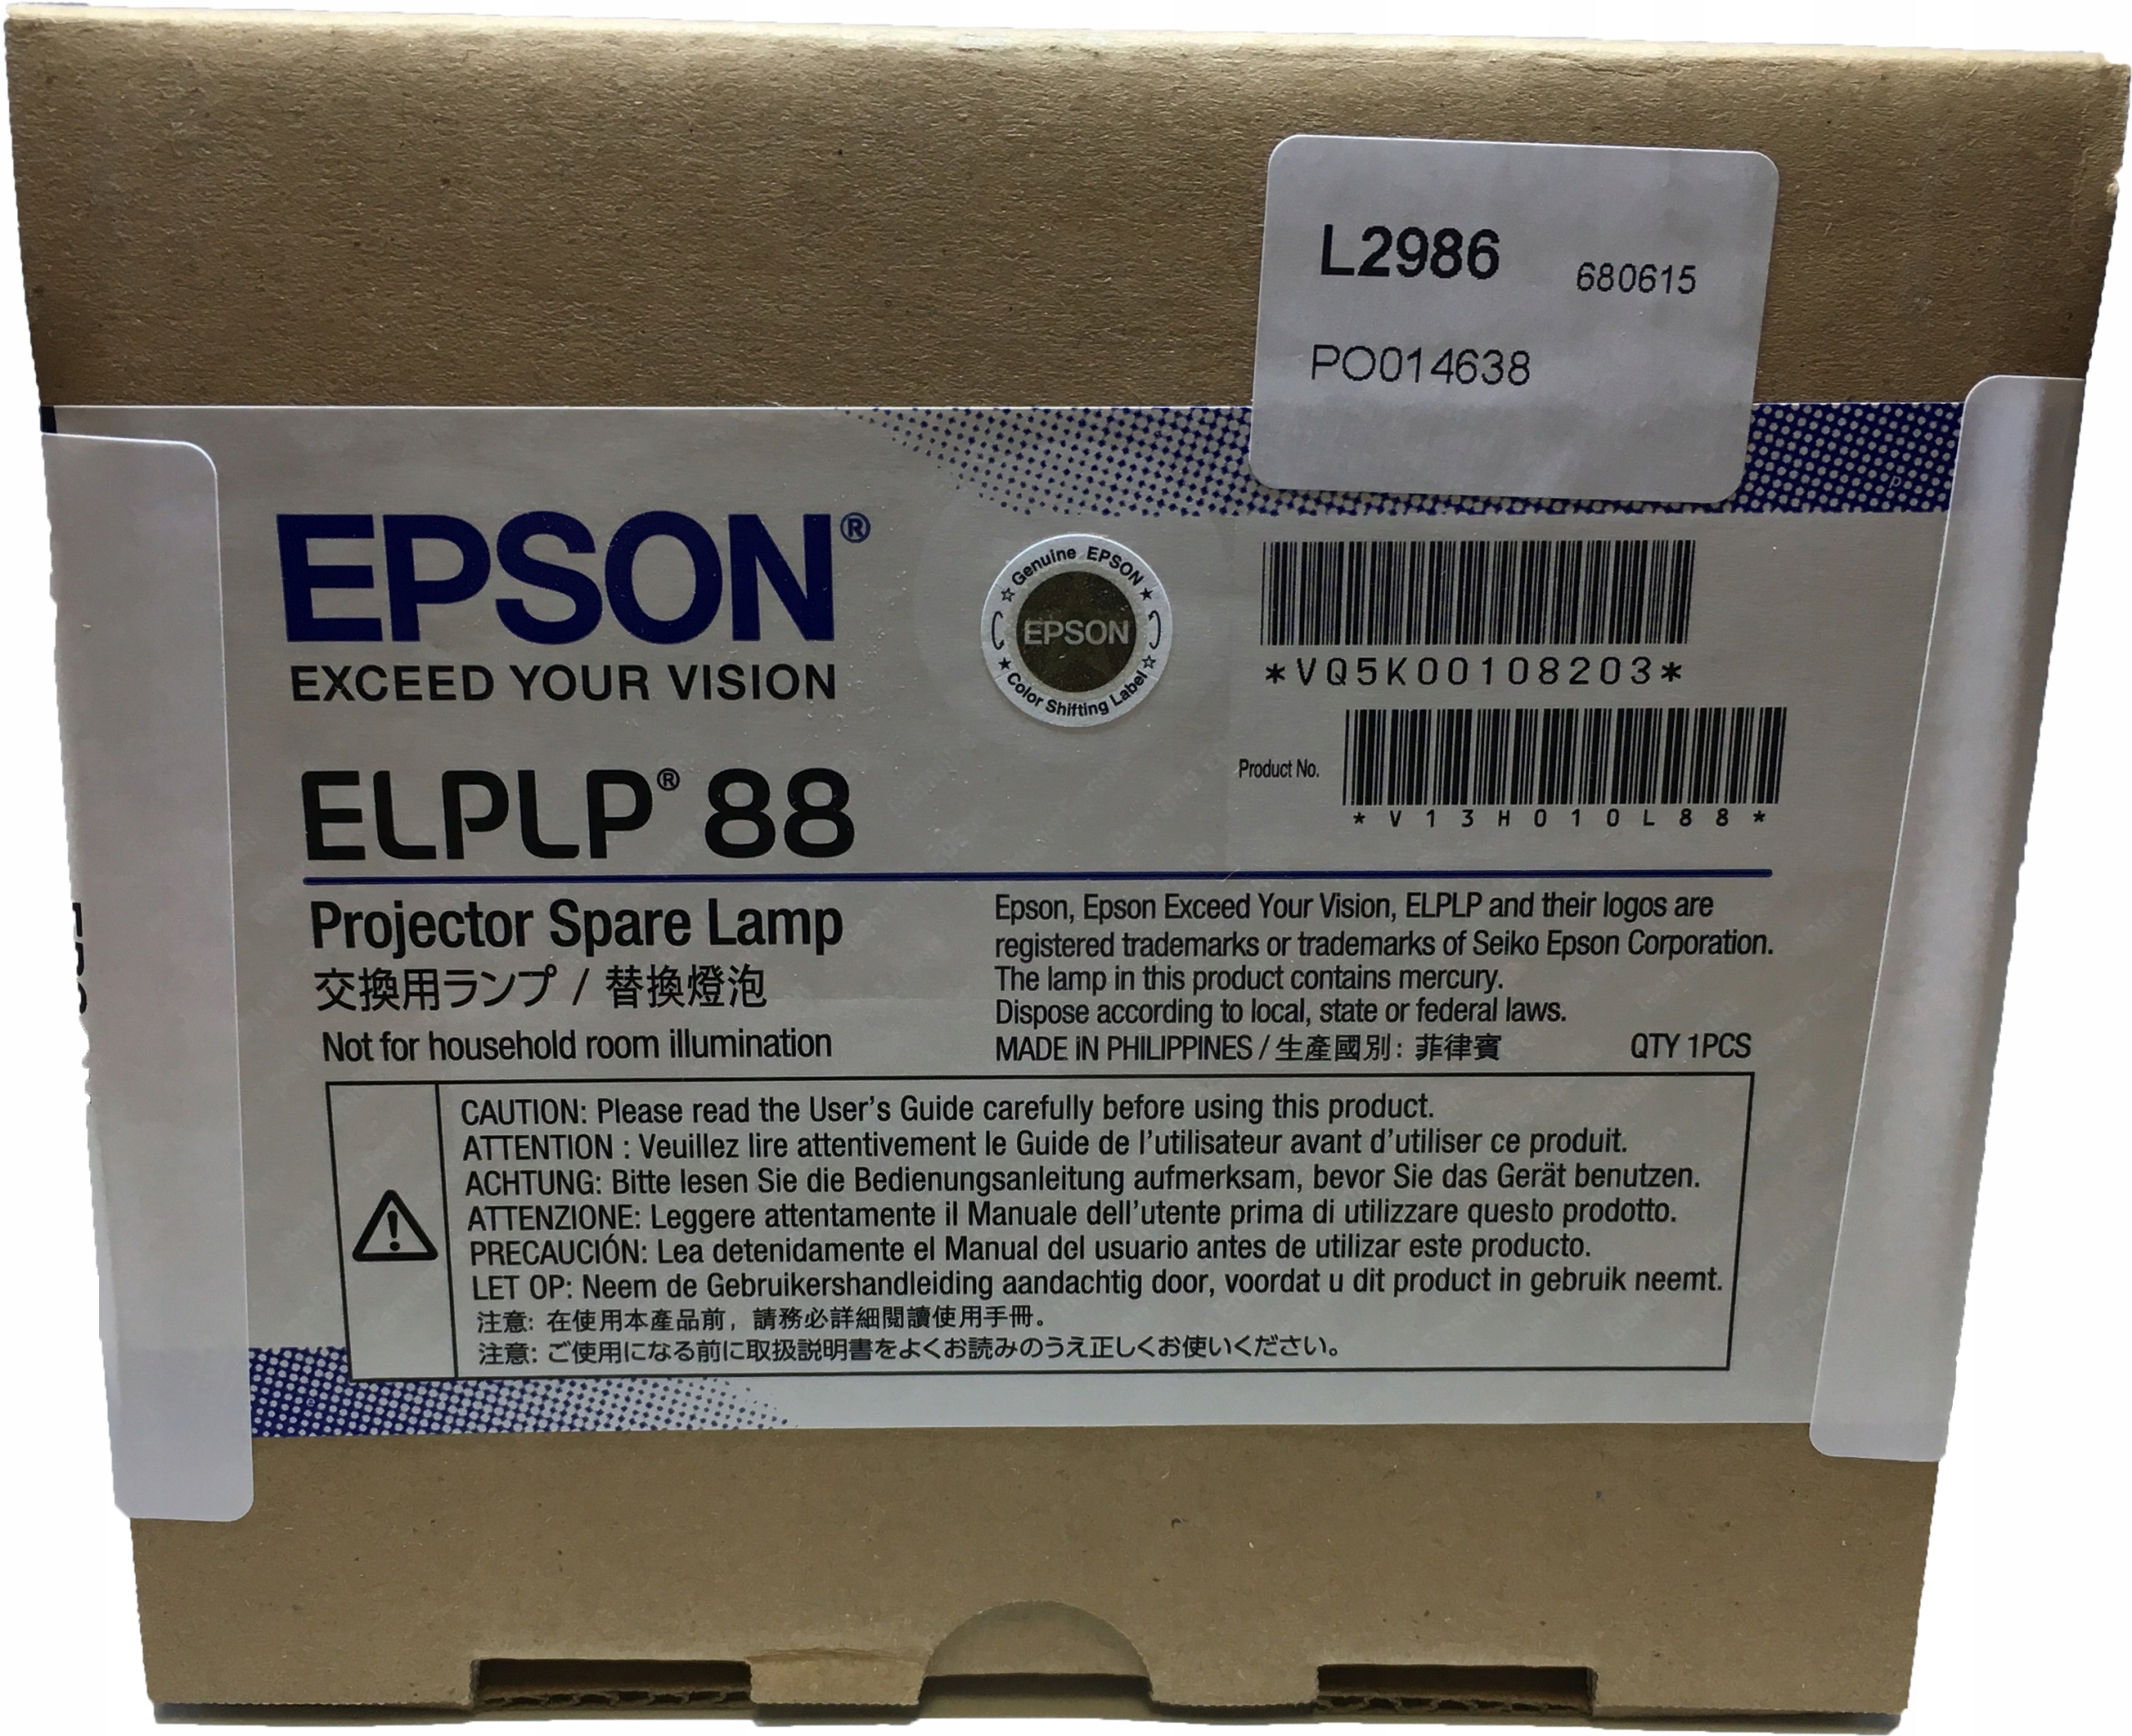 L2986 680615
PO014638
EPSON®
EXCEED YOUR VISION
Genuine EPSON
EPSON
Color Shifting Label
*VQ5K00108203*
Product No.
*V13H010L88*
ELPLP® 88
Projector Spare Lamp
交換用ランプ / 替換燈泡
Not for household room illumination
Epson, Epson Exceed Your Vision, ELPLP and their logos are
registered trademarks or trademarks of Seiko Epson Corporation.
The lamp in this product contains mercury.
Dispose according to local, state or federal laws.
MADE IN PHILIPPINES / 生產國別: 菲律賓 QTY 1PCS
CAUTION: Please read the User's Guide carefully before using this product.
ATTENTION : Veuillez lire attentivement le Guide de l'utilisateur avant d'utiliser ce produit.
ACHTUNG: Bitte lesen Sie die Bedienungsanleitung aufmerksam, bevor Sie das Gerät benutzen.
ATTENZIONE: Leggere attentamente il Manuale dell'utente prima di utilizzare questo prodotto.
PRECAUCIÓN: Lea detenidamente el Manual del usuario antes de utilizar este producto.
LET OP: Neem de Gebruikershandleiding aandachtig door, voordat u dit product in gebruik neemt.
注意: 在使用本產品前，請務必詳細閱讀使用手冊。
注意: ご使用になる前に取扱説明書をよくお読みのうえ正しくお使いください。